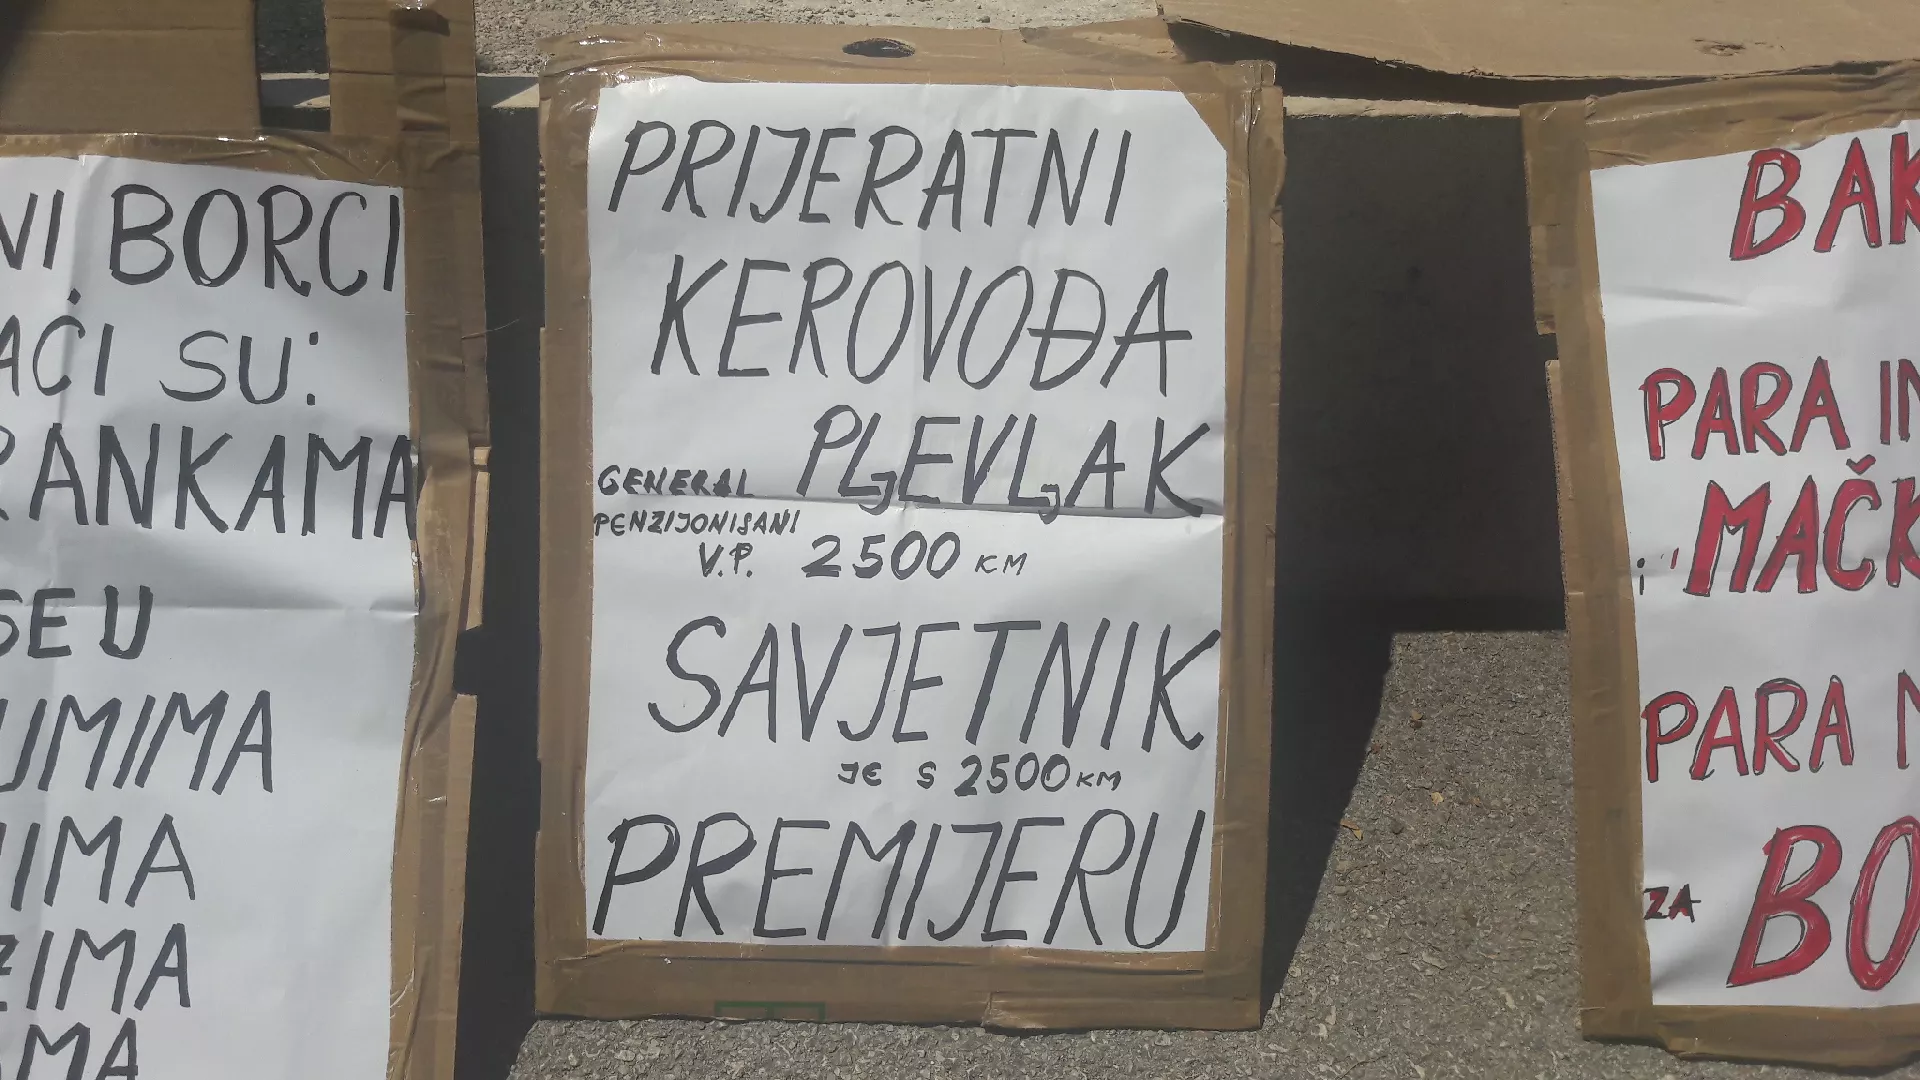 NI BORCI
AĆI SU:
RANKAMA
SE U
UMIMA
IMA
ZIMA
AMA
PRIJERATNI
KEROVOĐA
PLJEVLJAK
GENERAL
PENZIJONISANI
V.P. 2500 KM
SAVJETNIK
JE S 2500 KM
PREMIJERU
BAK
PARA IN
i MAČK
PARA N
ZA BO